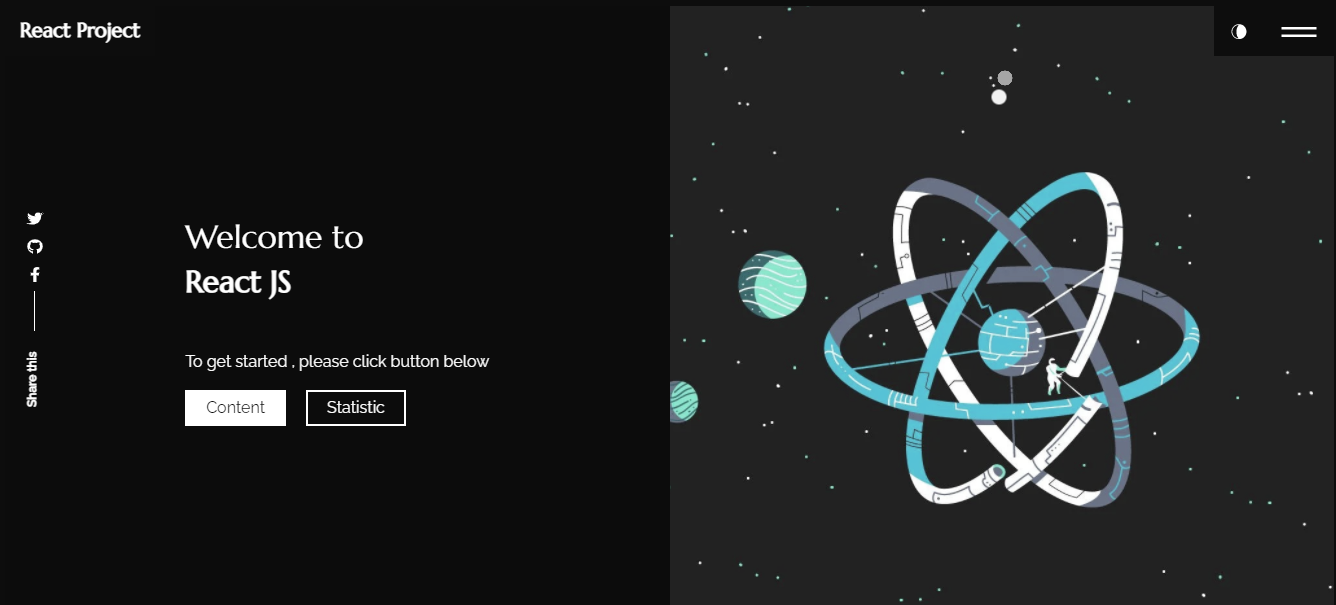 React Project
Welcome to
React JS
To get started , please click button below
Content
Statistic
Share this